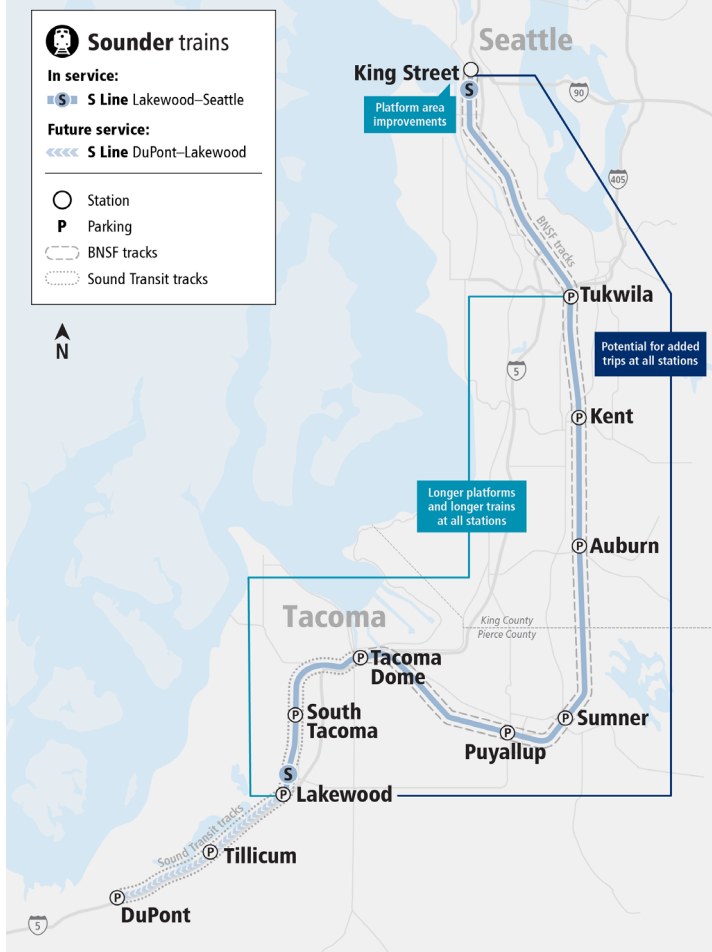 Sounder trains
In service:
S
S Line Lakewood–Seattle
Future service:
S Line DuPont–Lakewood
Station
P
Parking
BNSF tracks
Sound Transit tracks
N
Seattle
King Street
S
Platform area
improvements
90
405
BNSF tracks
P
Tukwila
Potential for added
trips at all stations
5
P
Kent
Longer platforms
and longer trains
at all stations
P
Auburn
Tacoma
King County
Pierce County
P
Tacoma
Dome
P
South
Tacoma
P
Sumner
P
Puyallup
S
P
Lakewood
Sound Transit tracks
P
Tillicum
P
DuPont
5